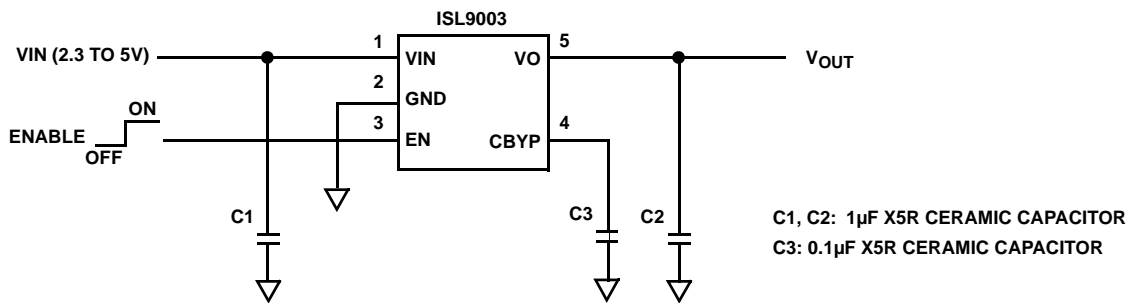 ISL9003
VIN (2.3 TO 5V)
1
VIN
VO
5
VOUT
2
GND
ON
ENABLE
OFF
3
EN
CBYP
4
C1
C3
C2
C1, C2: 1µF X5R CERAMIC CAPACITOR
C3: 0.1µF X5R CERAMIC CAPACITOR